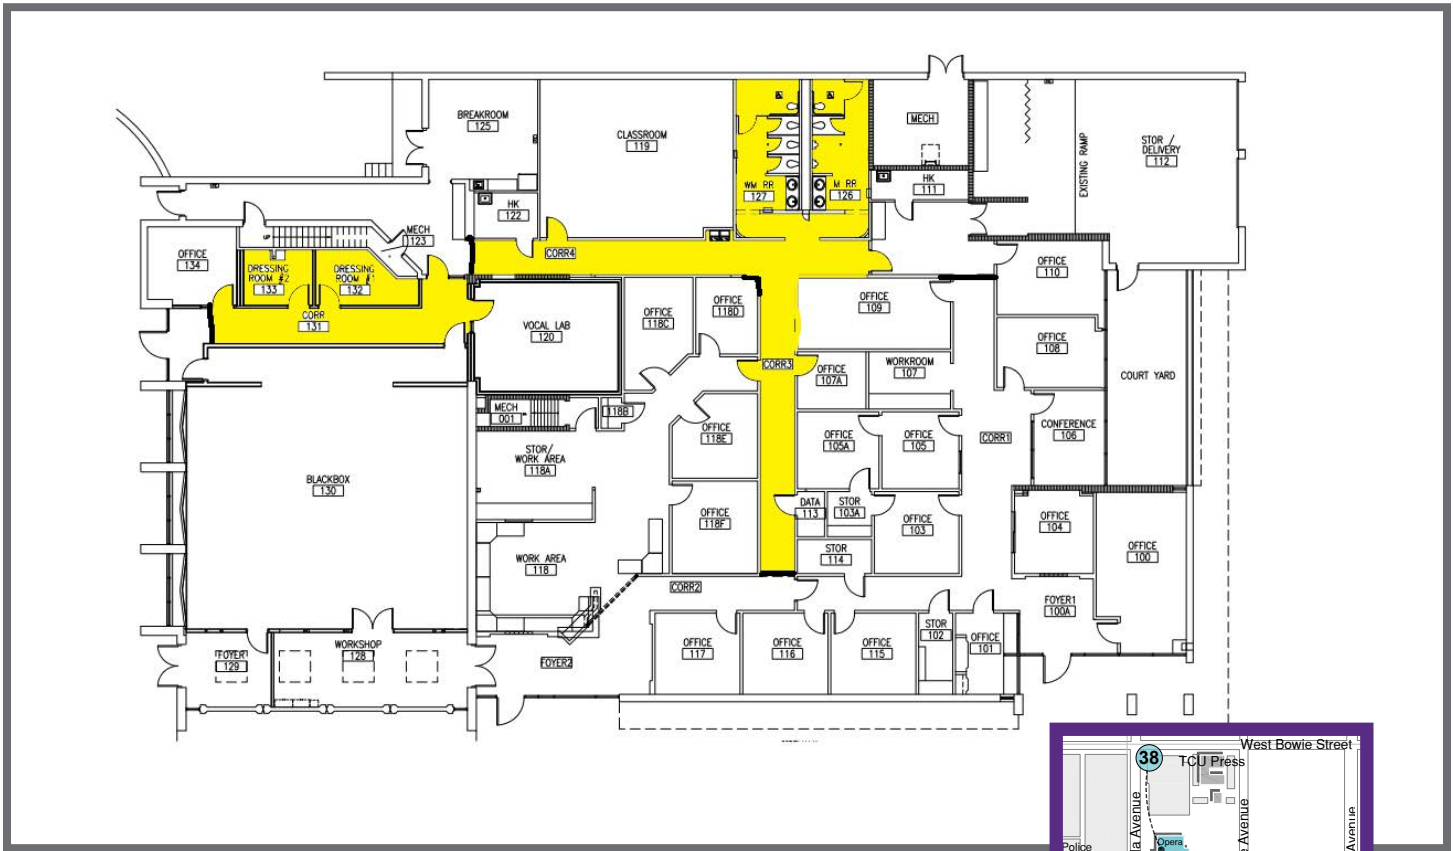 BREAKROOM
125
CLASSROOM
119
WM RR
127
M RR
126
MECH
HK
111
EXISTING RAMP
STOR /
DELIVERY
112
HK
122
MECH
123
UP
OFFICE
134
DRESSING
ROOM #2
133
DRESSING
ROOM #1
132
CORR
131
CORR4
VOCAL LAB
120
OFFICE
118C
OFFICE
118D
OFFICE
109
OFFICE
110
OFFICE
108
COURT YARD
CORR3
OFFICE
107A
WORKROOM
107
MECH
001
118B
OFFICE
118E
OFFICE
105A
OFFICE
105
CORR1
CONFERENCE
106
STOR/
WORK AREA
118A
BLACKBOX
130
OFFICE
118F
DATA
113
STOR
103A
OFFICE
103
OFFICE
104
OFFICE
100
STOR
114
WORK AREA
118
CORR2
FOYER1
100A
FOYER
129
WORKSHOP
128
FOYER2
OFFICE
117
OFFICE
116
OFFICE
115
STOR
102
OFFICE
101
West Bowie Street
38
TCU Press
a Avenue
e Avenue
Avenue
Opera
Police